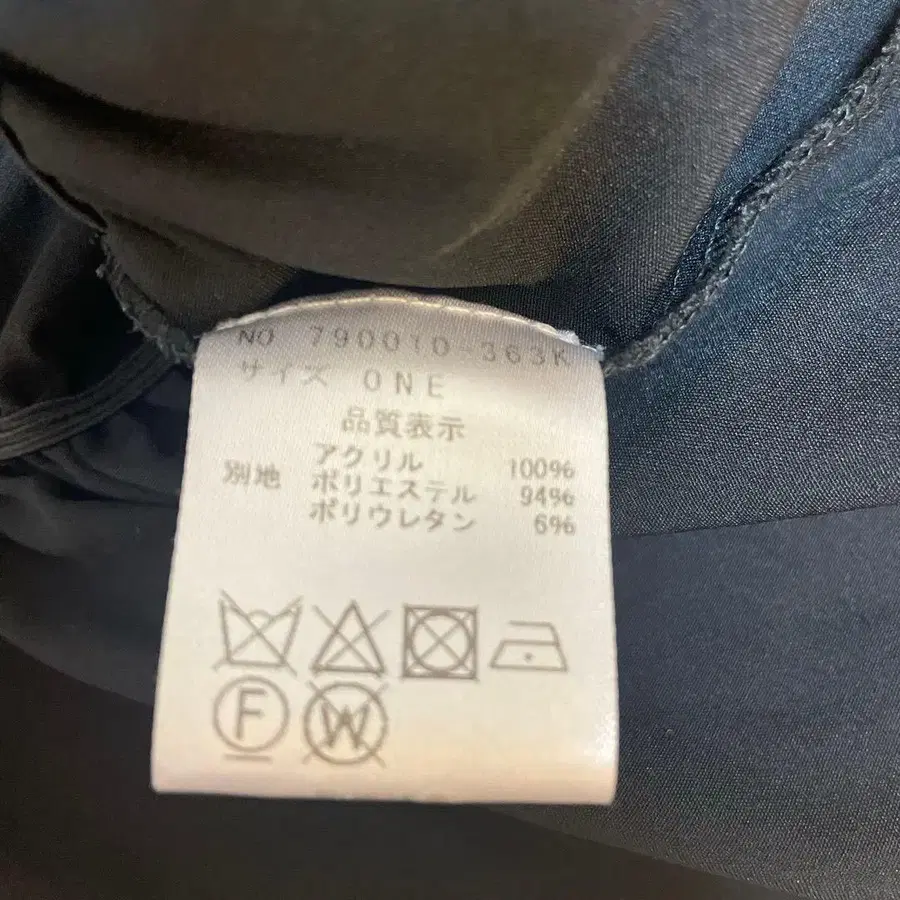 NO 790010-363K
サイズ ONE
品質表示
アクリル 100%
別地 ポリエステル 94%
ポリウレタン 6%
F W